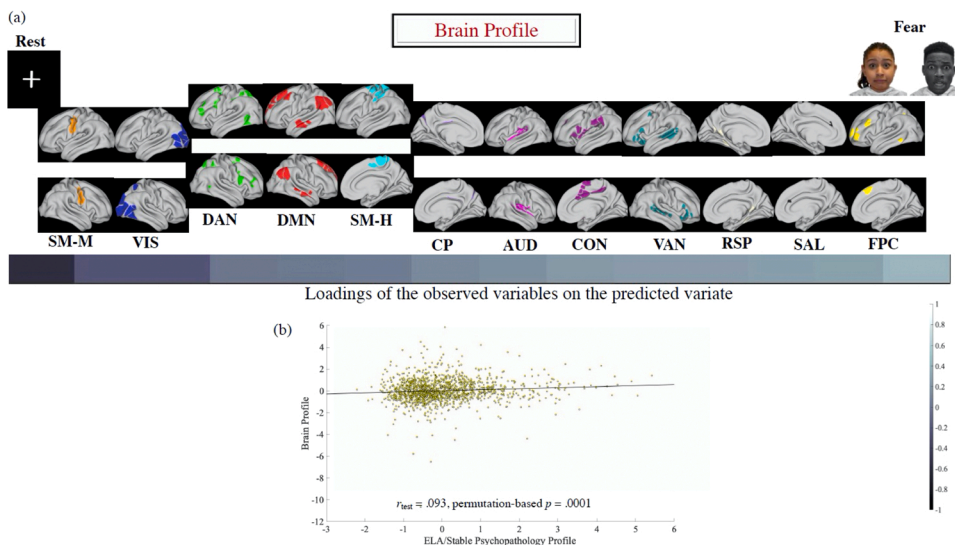 (a)
Brain Profile
Rest
Fear
SM-M VIS DAN DMN SM-H CP AUD CON VAN RSP SAL FPC
Loadings of the observed variables on the predicted variate
(b)
6
4
2
0
-2
-4
-6
-8
-10
-12
Brain Profile
r_test = .093, permutation-based p = .0001
-3 -2 -1 0 1 2 3 4 5 6
ELA/Stable Psychopathology Profile
1
0.8
0.6
0.4
0.2
0
-0.2
-0.4
-0.6
-0.8
-1